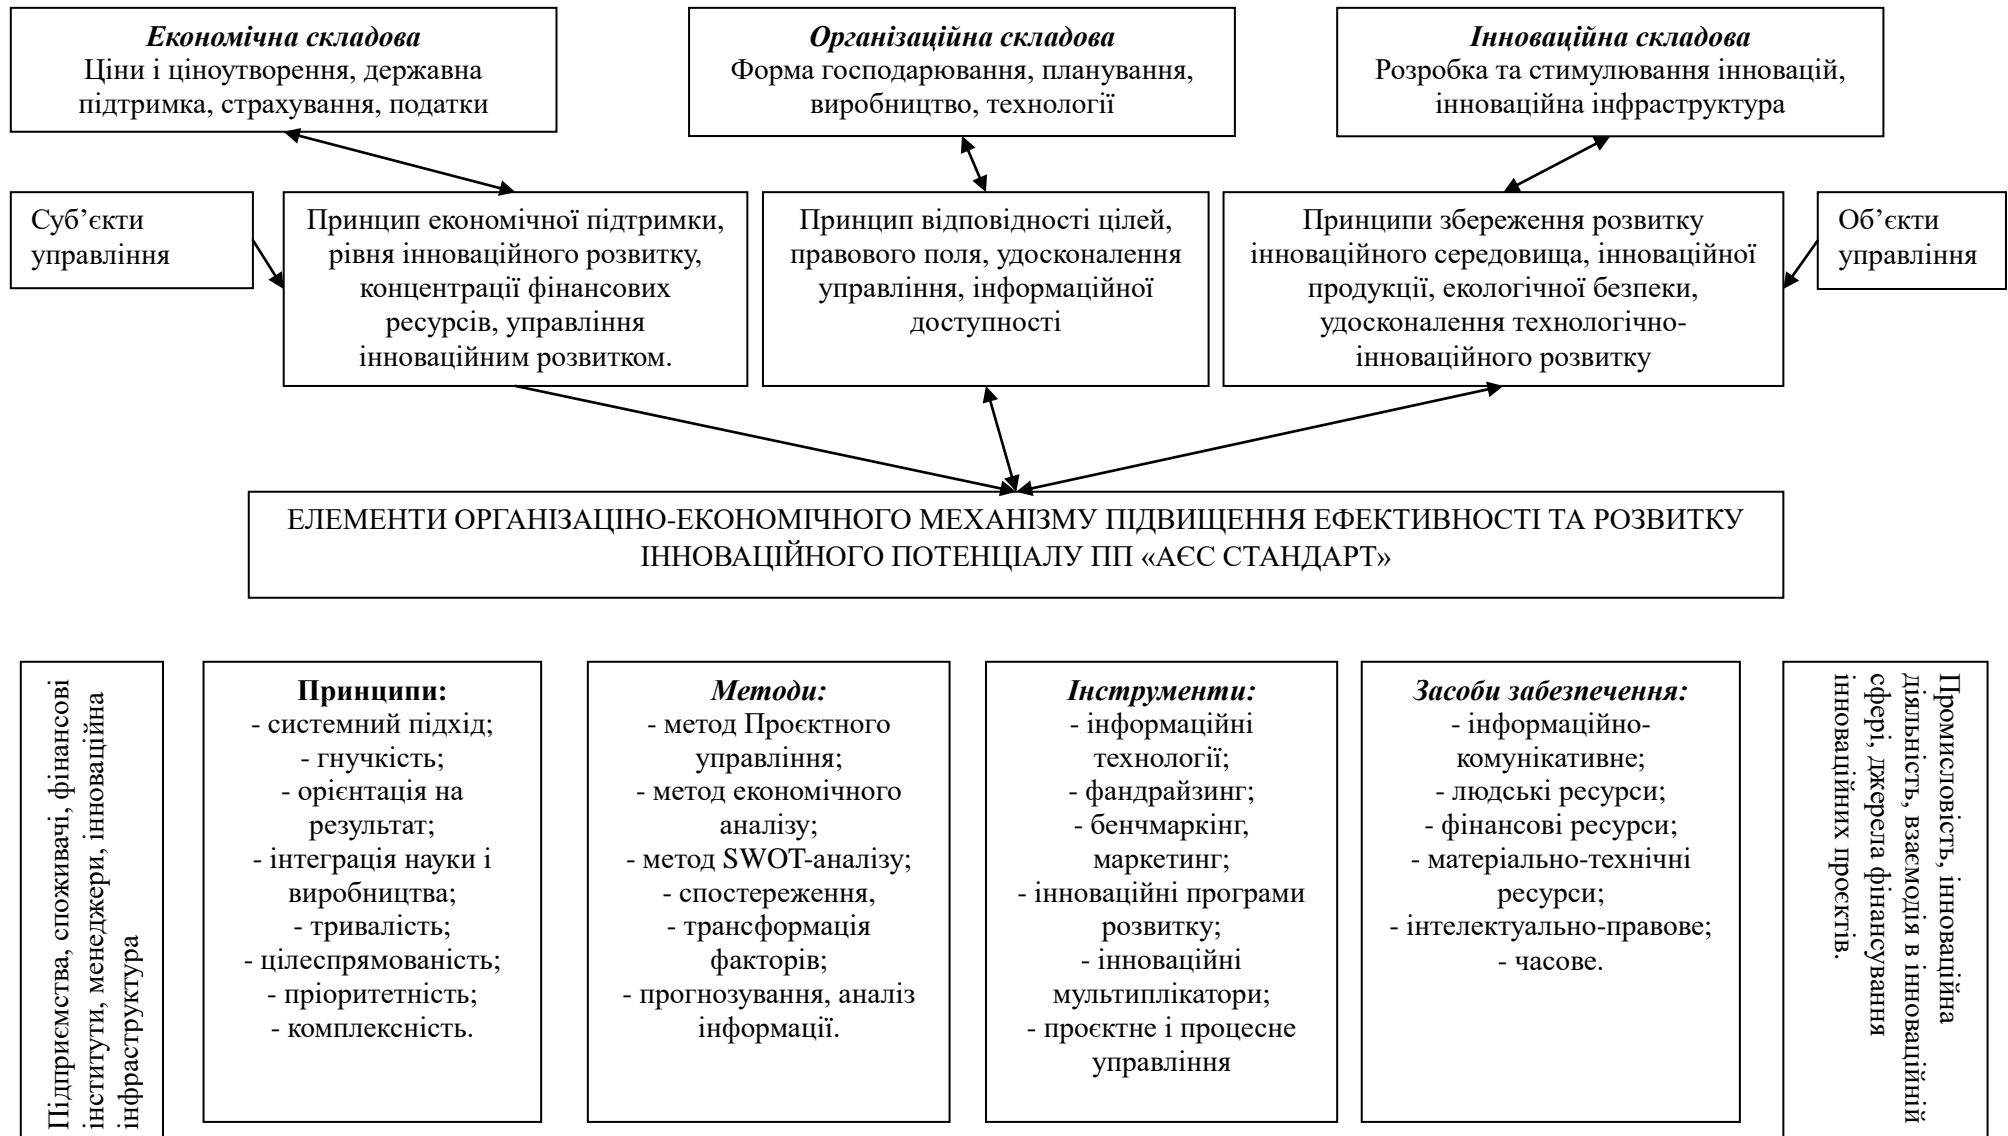 Економічна складова
Ціни і ціноутворення, державна
підтримка, страхування, податки
Організаційна складова
Форма господарювання, планування,
виробництво, технології
Інноваційна складова
Розробка та стимулювання інновацій,
інноваційна інфраструктура
Суб’єкти
управління
Принцип економічної підтримки,
рівня інноваційного розвитку,
концентрації фінансових
ресурсів, управління
інноваційним розвитком.
Принцип відповідності цілей,
правового поля, удосконалення
управління, інформаційної
доступності
Принципи збереження розвитку
інноваційного середовища, інноваційної
продукції, екологічної безпеки,
удосконалення технологічно-
інноваційного розвитку
Об’єкти
управління
ЕЛЕМЕНТИ ОРГАНІЗАЦІНО-ЕКОНОМІЧНОГО МЕХАНІЗМУ ПІДВИЩЕННЯ ЕФЕКТИВНОСТІ ТА РОЗВИТКУ
ІННОВАЦІЙНОГО ПОТЕНЦІАЛУ ПП «АЄС СТАНДАРТ»
Підприємства, споживачі, фінансові
інститути, менеджери, інноваційна
інфраструктура
Принципи:
- системний підхід;
- гнучкість;
- орієнтація на
результат;
- інтеграція науки і
виробництва;
- тривалість;
- цілеспрямованість;
- пріоритетність;
- комплексність.
Методи:
- метод Проєктного
управління;
- метод економічного
аналізу;
- метод SWOT-аналізу;
- спостереження,
- трансформація
факторів;
- прогнозування, аналіз
інформації.
Інструменти:
- інформаційні
технології;
- фандрайзинг;
- бенчмаркінг,
маркетинг;
- інноваційні програми
розвитку;
- інноваційні
мультиплікатори;
- проєктне і процесне
управління
Засоби забезпечення:
- інформаційно-
комунікативне;
- людські ресурси;
- фінансові ресурси;
- матеріально-технічні
ресурси;
- інтелектуально-правове;
- часове.
Промисловість, інноваційна
діяльність, взаємодія в інноваційній
сфері, джерела фінансування
інноваційних проєктів.